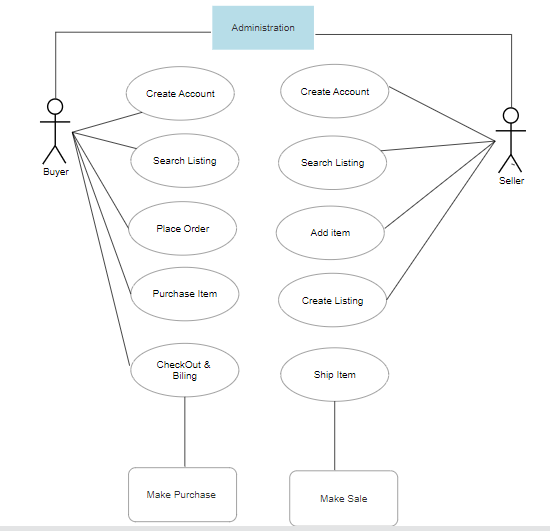 Administration
Create Account
Create Account
Search Listing
Search Listing
Buyer
Seller
Place Order
Add item
Purchase Item
Create Listing
CheckOut &
Biling
Ship Item
Make Purchase
Make Sale